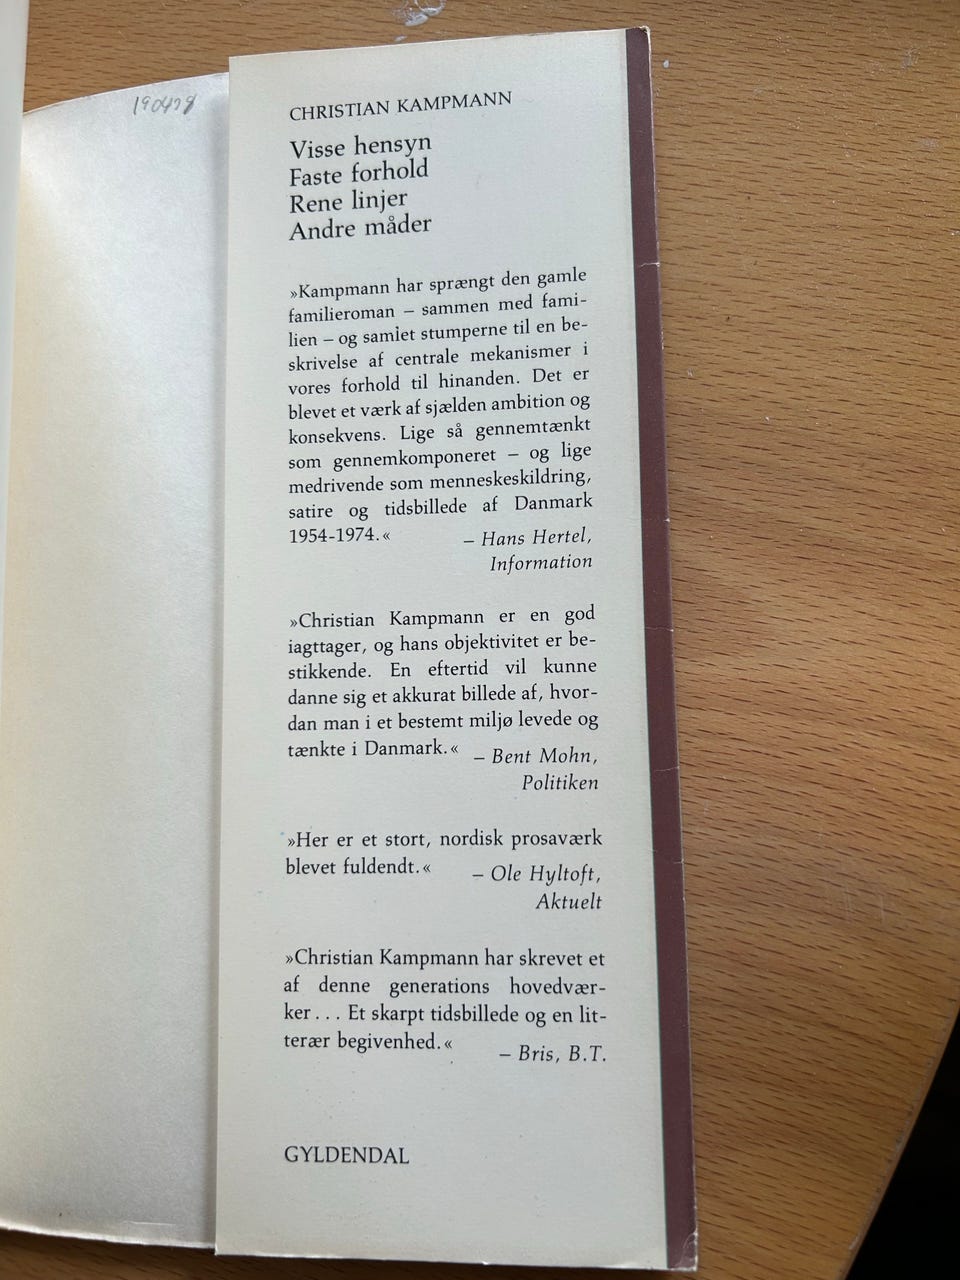 190428
CHRISTIAN KAMPMANN
Visse hensyn
Faste forhold
Rene linjer
Andre måder
»Kampmann har sprængt den gamle
familieroman – sammen med fami-
lien – og samlet stumperne til en be-
skrivelse af centrale mekanismer i
vores forhold til hinanden. Det er
blevet et værk af sjælden ambition og
konsekvens. Lige så gennemtænkt
som gennemkomponeret – og lige
medrivende som menneskeskildring,
satire og tidsbillede af Danmark
1954-1974.«
– Hans Hertel,
Information
»Christian Kampmann er en god
iagttager, og hans objektivitet er be-
stikkende. En eftertid vil kunne
danne sig et akkurat billede af, hvor-
dan man i et bestemt miljø levede og
tænkte i Danmark.«
– Bent Mohn,
Politiken
»Her er et stort, nordisk prosaværk
blevet fuldendt.«
– Ole Hyltoft,
Aktuelt
»Christian Kampmann har skrevet et
af denne generations hovedvær-
ker... Et skarpt tidsbillede og en lit-
terær begivenhed.«
– Bris, B.T.
GYLDENDAL